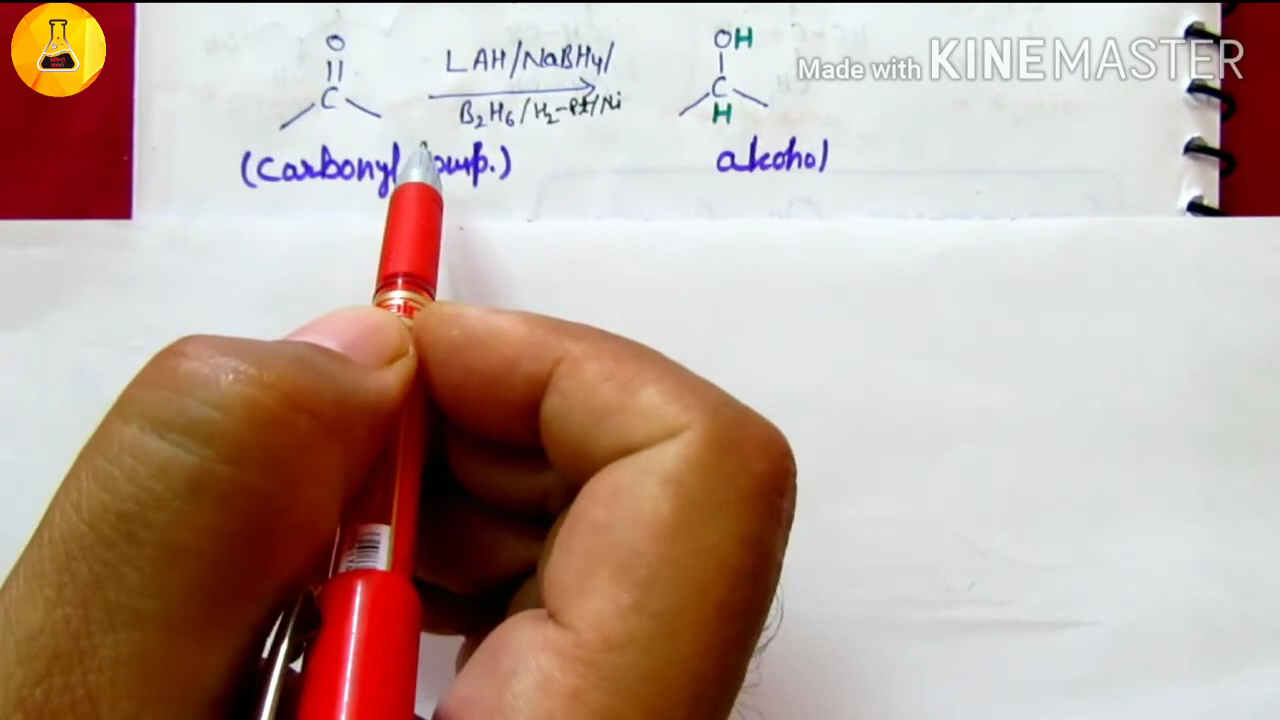 Made with KINEMASTER
O OH
LAH/NaBH4/
C C
B2H6/H2-Pt/Ni H
(Carbonyl comp.) alcohol